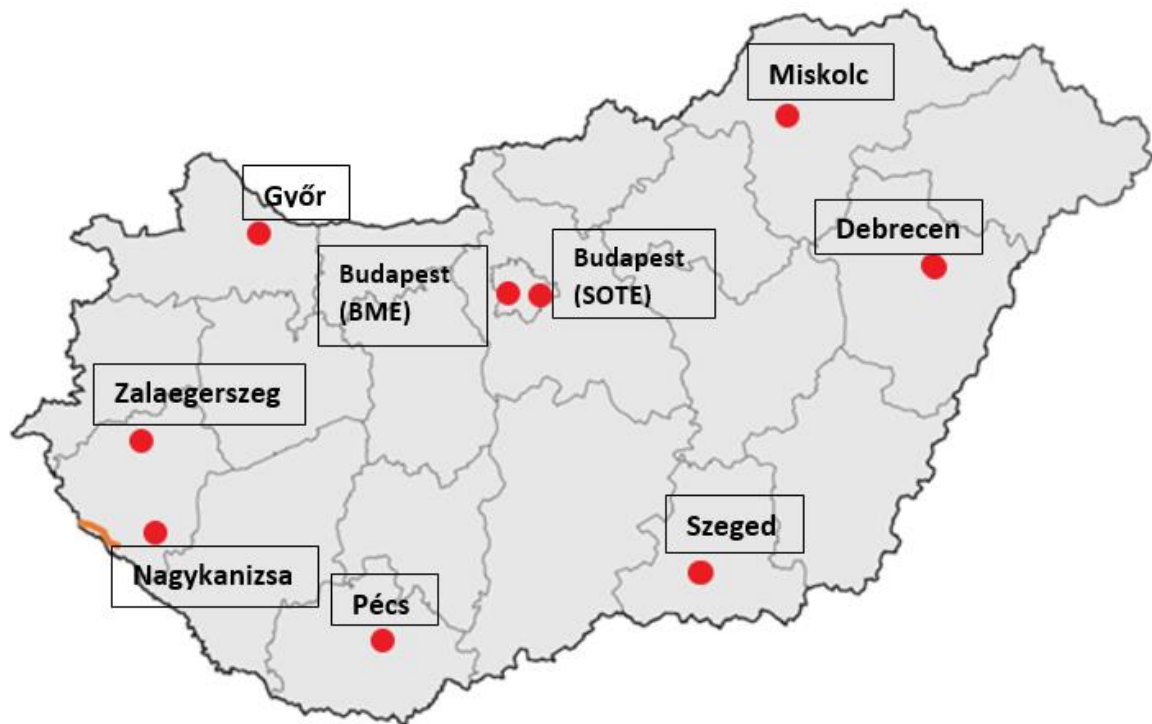 Miskolc
Győr
Debrecen
Budapest
(BME)
Budapest
(SOTE)
Zalaegerszeg
Szeged
Nagykanizsa
Pécs